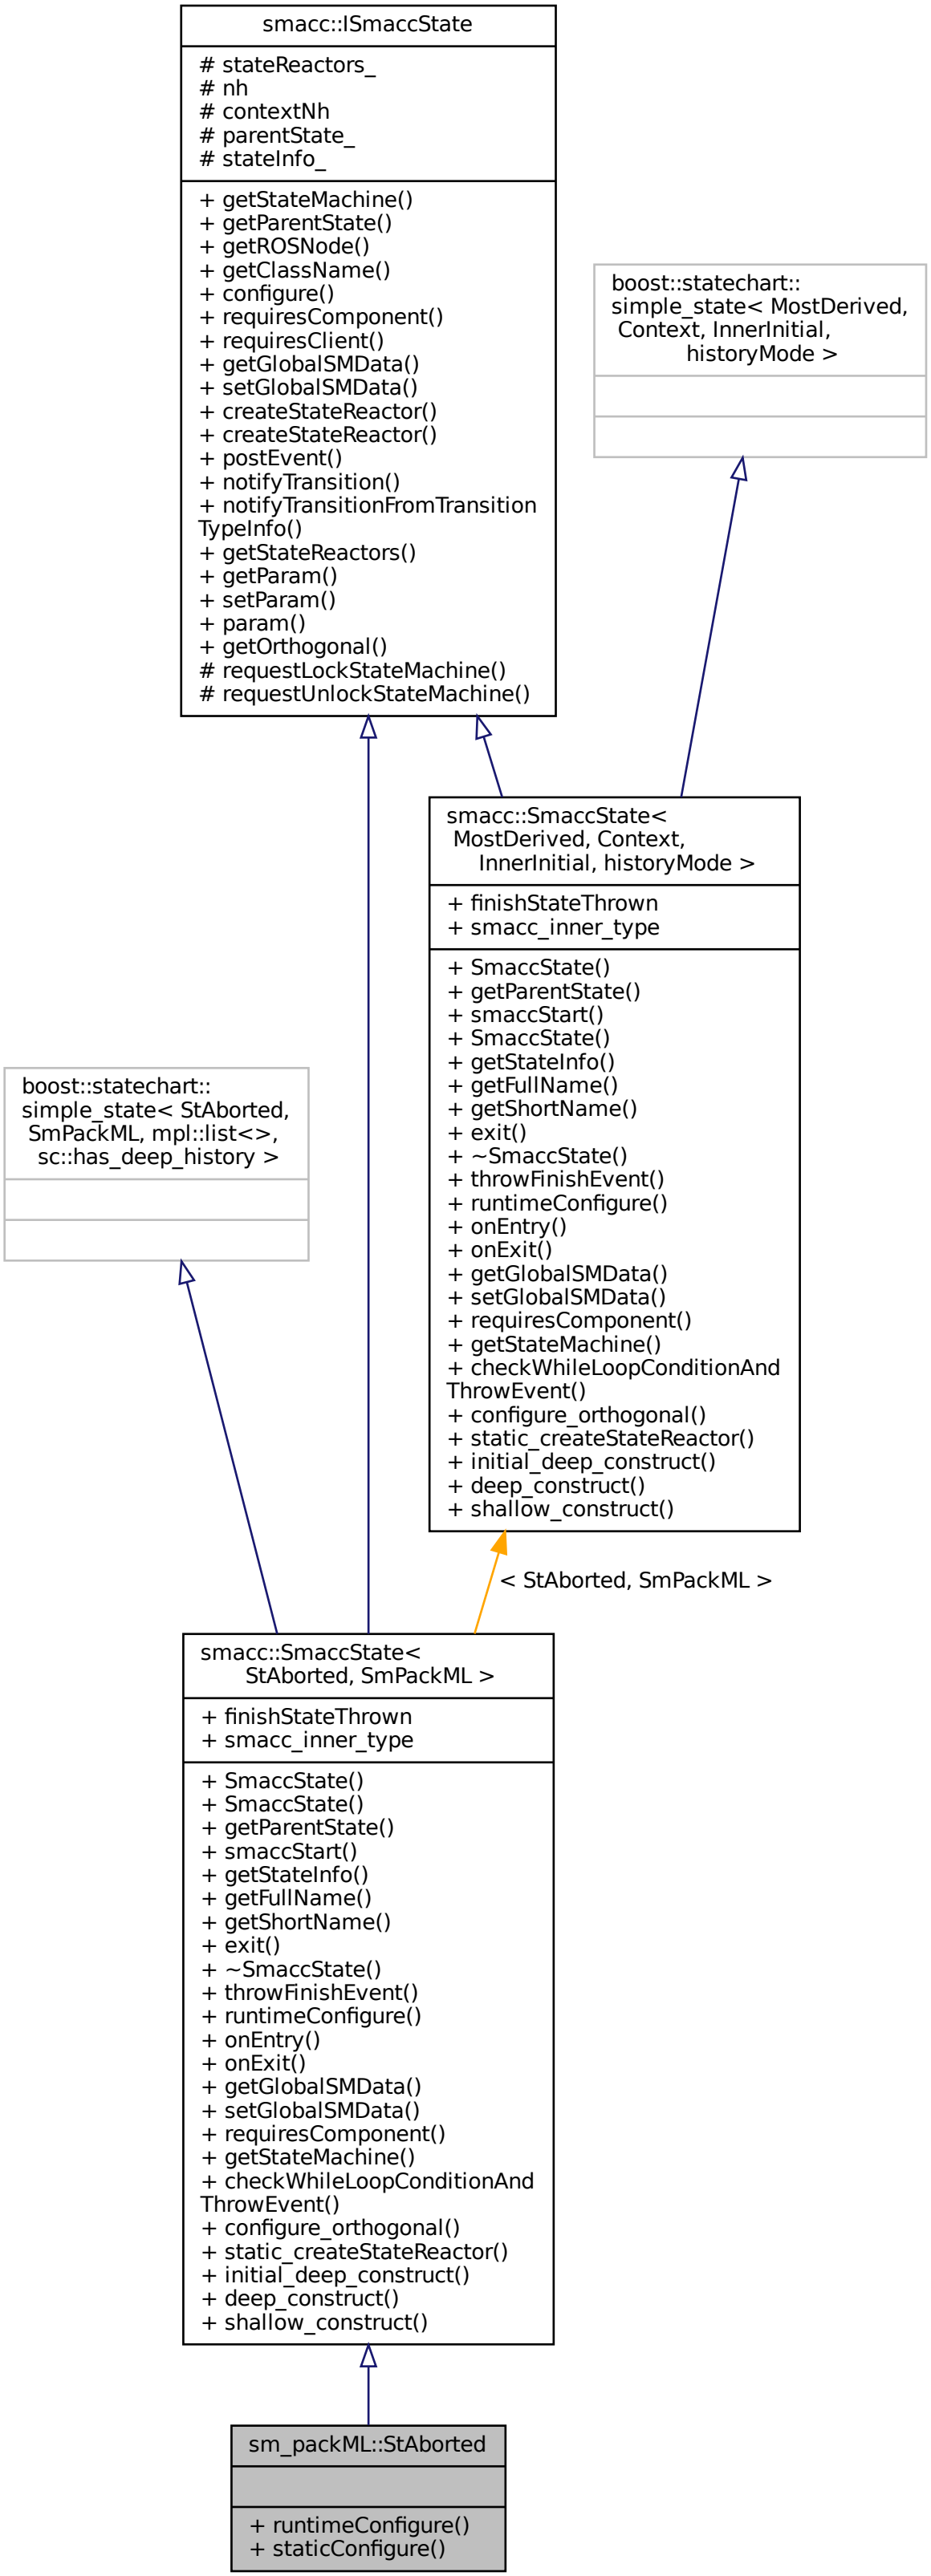 smacc::ISmaccState
# stateReactors_
# nh
# contextNh
# parentState_
# stateInfo_
+ getStateMachine()
+ getParentState()
+ getROSNode()
+ getClassName()
+ configure()
+ requiresComponent()
+ requiresClient()
+ getGlobalSMData()
+ setGlobalSMData()
+ createStateReactor()
+ createStateReactor()
+ postEvent()
+ notifyTransition()
+ notifyTransitionFromTransition
TypeInfo()
+ getStateReactors()
+ getParam()
+ setParam()
+ param()
+ getOrthogonal()
# requestLockStateMachine()
# requestUnlockStateMachine()
boost::statechart::
simple_state< MostDerived,
Context, InnerInitial,
historyMode >
smacc::SmaccState<
MostDerived, Context,
InnerInitial, historyMode >
+ finishStateThrown
+ smacc_inner_type
+ SmaccState()
+ getParentState()
+ smaccStart()
+ SmaccState()
+ getStateInfo()
+ getFullName()
+ getShortName()
+ exit()
+ ~SmaccState()
+ throwFinishEvent()
+ runtimeConfigure()
+ onEntry()
+ onExit()
+ getGlobalSMData()
+ setGlobalSMData()
+ requiresComponent()
+ getStateMachine()
+ checkWhileLoopConditionAnd
ThrowEvent()
+ configure_orthogonal()
+ static_createStateReactor()
+ initial_deep_construct()
+ deep_construct()
+ shallow_construct()
boost::statechart::
simple_state< StAborted,
SmPackML, mpl::list<>,
sc::has_deep_history >
< StAborted, SmPackML >
smacc::SmaccState<
StAborted, SmPackML >
+ finishStateThrown
+ smacc_inner_type
+ SmaccState()
+ SmaccState()
+ getParentState()
+ smaccStart()
+ getStateInfo()
+ getFullName()
+ getShortName()
+ exit()
+ ~SmaccState()
+ throwFinishEvent()
+ runtimeConfigure()
+ onEntry()
+ onExit()
+ getGlobalSMData()
+ setGlobalSMData()
+ requiresComponent()
+ getStateMachine()
+ checkWhileLoopConditionAnd
ThrowEvent()
+ configure_orthogonal()
+ static_createStateReactor()
+ initial_deep_construct()
+ deep_construct()
+ shallow_construct()
sm_packML::StAborted
+ runtimeConfigure()
+ staticConfigure()